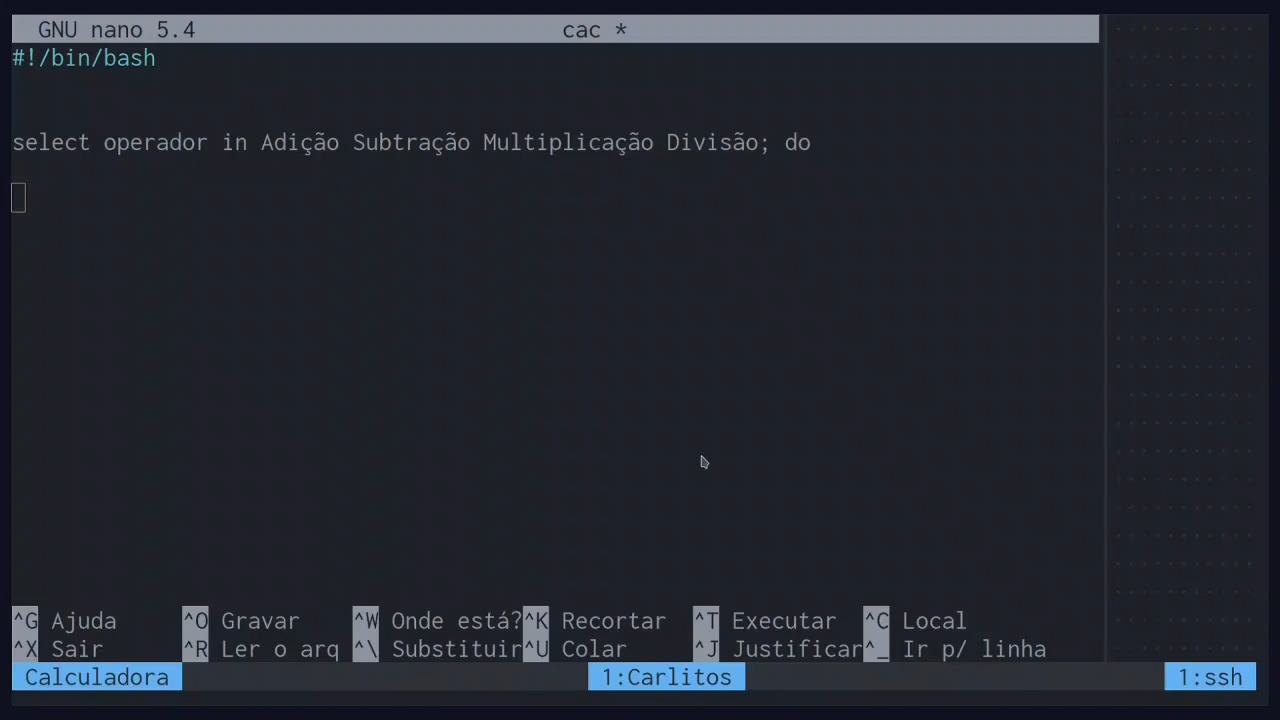 GNU nano 5.4 cac *
#!/bin/bash
select operador in Adição Subtração Multiplicação Divisão; do
^G Ajuda ^O Gravar ^W Onde está? ^K Recortar ^T Executar ^C Local
^X Sair ^R Ler o arq ^\ Substituir ^U Colar ^J Justificar ^_ Ir p/ linha
Calculadora 1:Carlitos 1:ssh